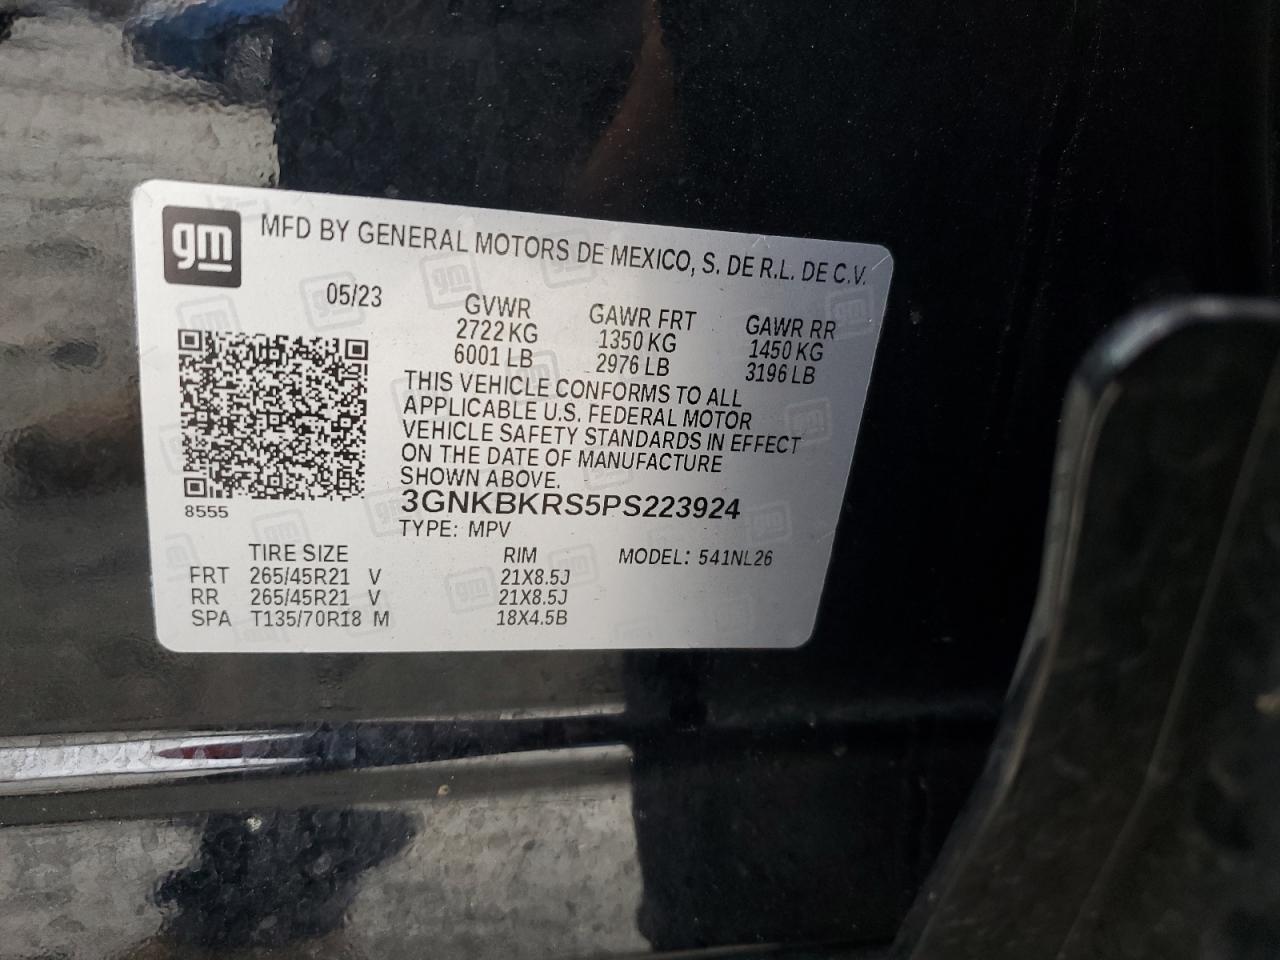 gm MFD BY GENERAL MOTORS DE MEXICO, S. DE R.L. DE C.V.
05/23 GVWR GAWR FRT GAWR RR
2722 KG 1350 KG 1450 KG
6001 LB 2976 LB 3196 LB
THIS VEHICLE CONFORMS TO ALL
APPLICABLE U.S. FEDERAL MOTOR
VEHICLE SAFETY STANDARDS IN EFFECT
ON THE DATE OF MANUFACTURE
SHOWN ABOVE.
8555 3GNKBKRS5PS223924
TYPE: MPV
TIRE SIZE RIM MODEL: 541NL26
FRT 265/45R21 V 21X8.5J
RR 265/45R21 V 21X8.5J
SPA T135/70R18 M 18X4.5B